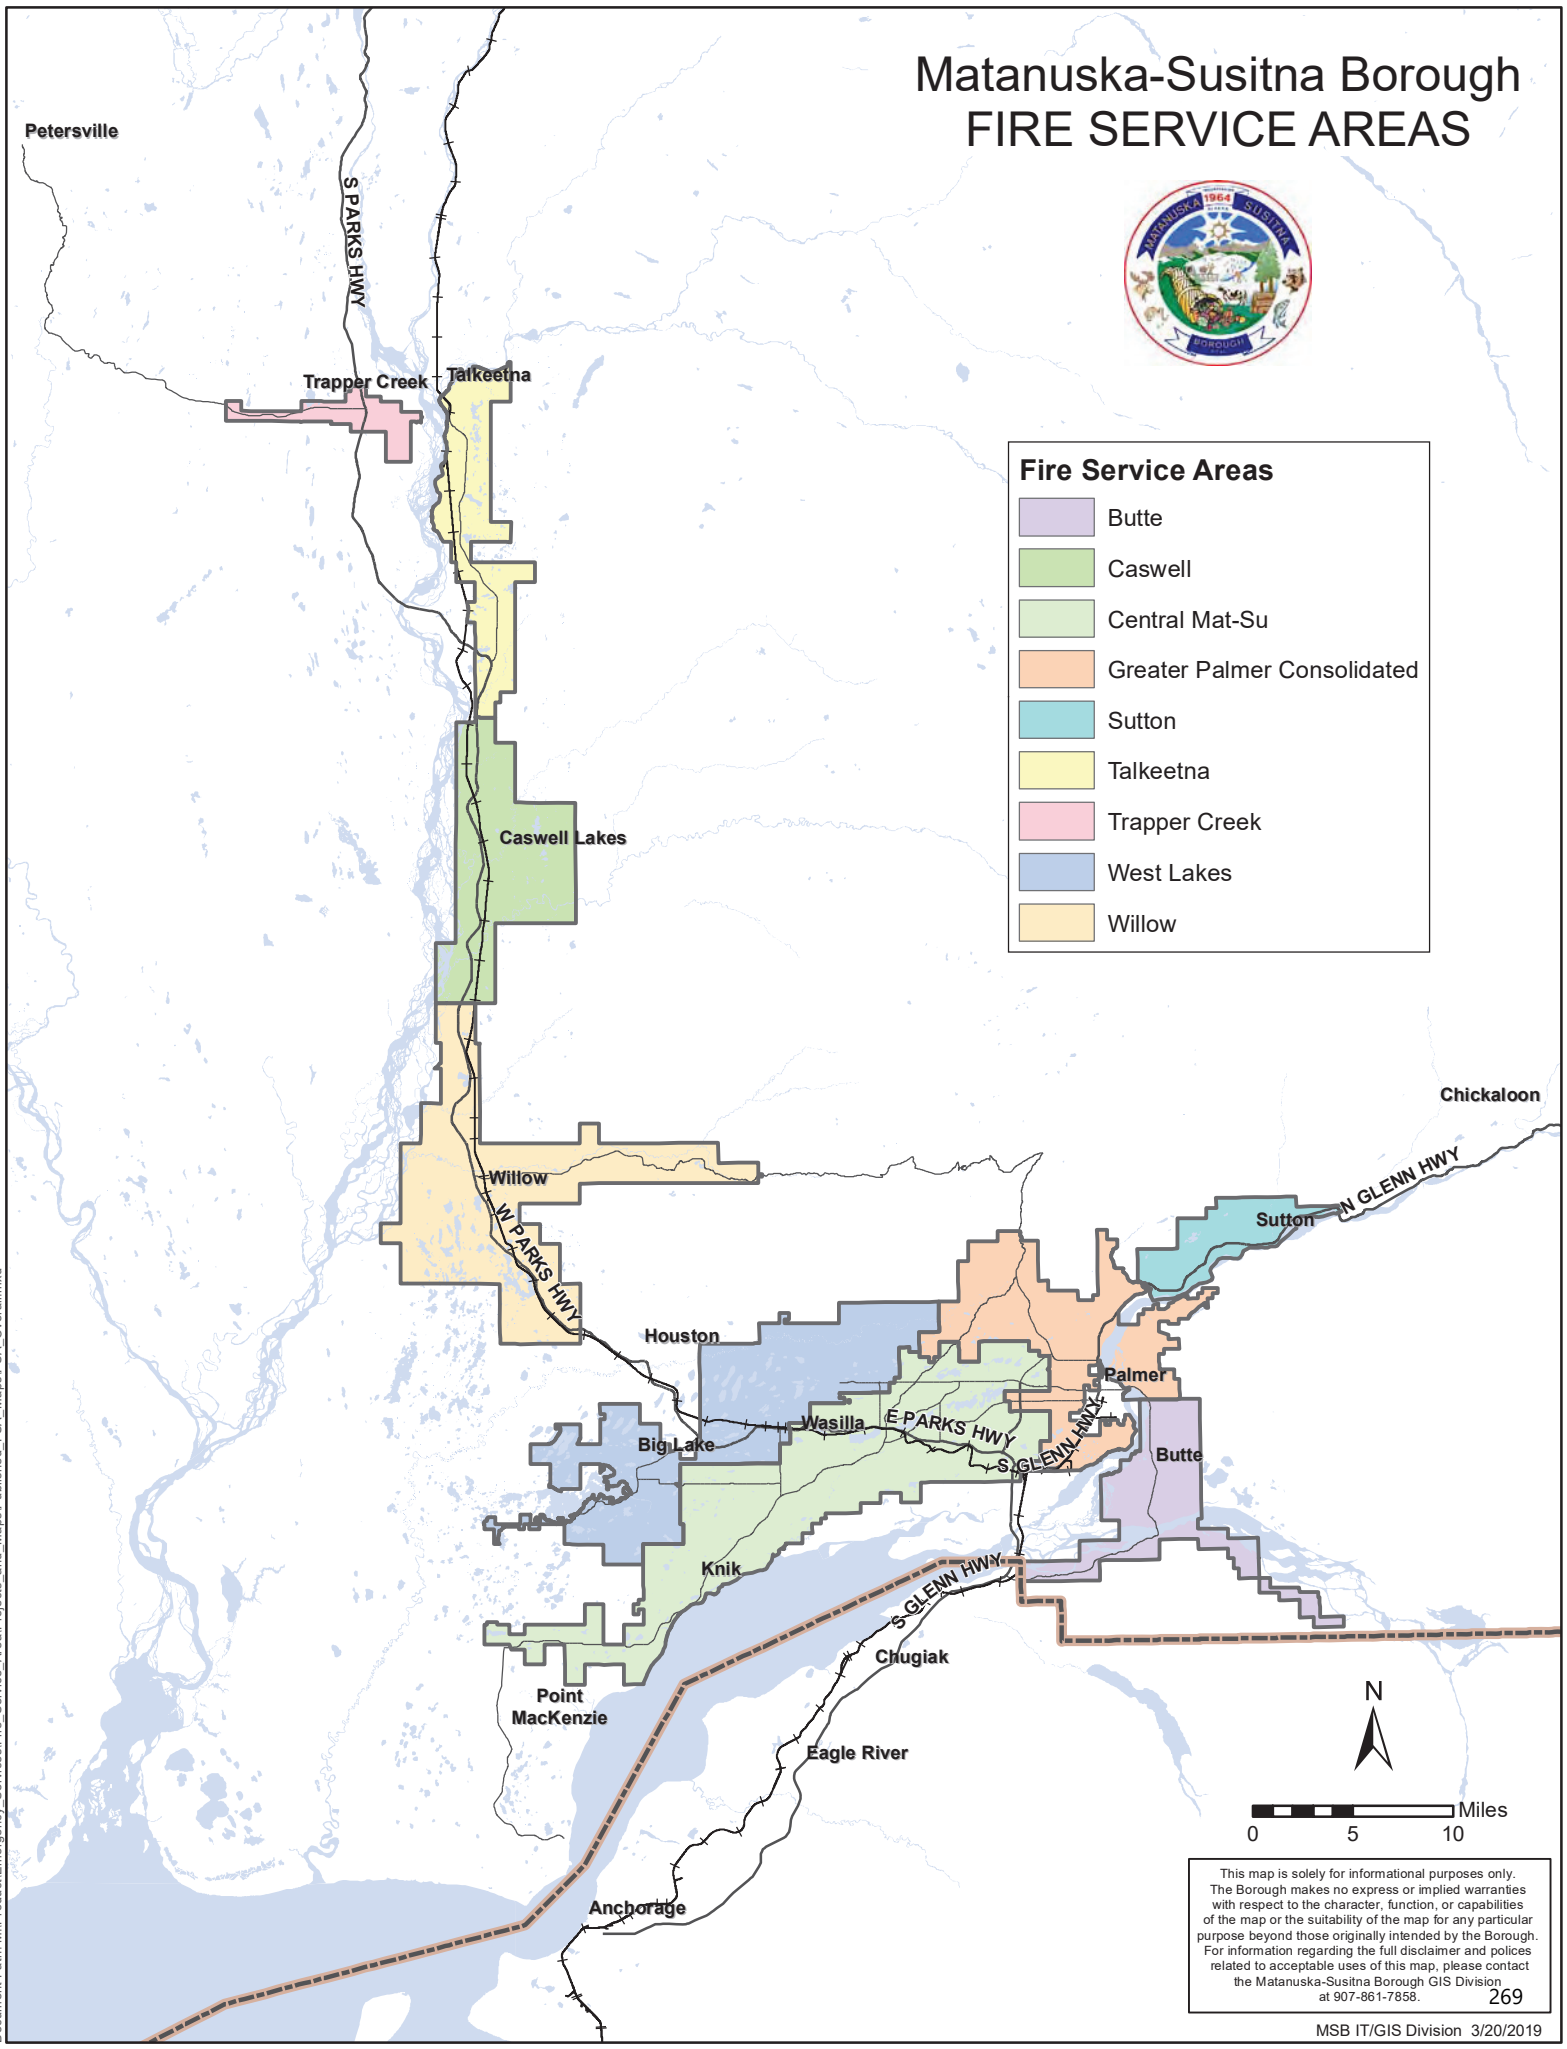 Matanuska-Susitna Borough
FIRE SERVICE AREAS
MATANUSKA
SUSITNA
1964
BOROUGH
Petersville
S PARKS HWY
Trapper Creek
Talkeetna
Fire Service Areas
Butte
Caswell
Central Mat-Su
Greater Palmer Consolidated
Sutton
Talkeetna
Trapper Creek
West Lakes
Willow
Caswell Lakes
Chickaloon
Willow
N GLENN HWY
Sutton
W PARKS HWY
Houston
Palmer
Wasilla
E PARKS HWY
Big Lake
S GLENN HWY
Butte
Knik
S GLENN HWY
Chugiak
Point
MacKenzie
Eagle River
Anchorage
N
Miles
0 5 10
This map is solely for informational purposes only.
The Borough makes no express or implied warranties
with respect to the character, function, or capabilities
of the map or the suitability of the map for any particular
purpose beyond those originally intended by the Borough.
For information regarding the full disclaimer and polices
related to acceptable uses of this map, please contact
the Matanuska-Susitna Borough GIS Division
at 907-861-7858.
269
MSB IT/GIS Division 3/20/2019